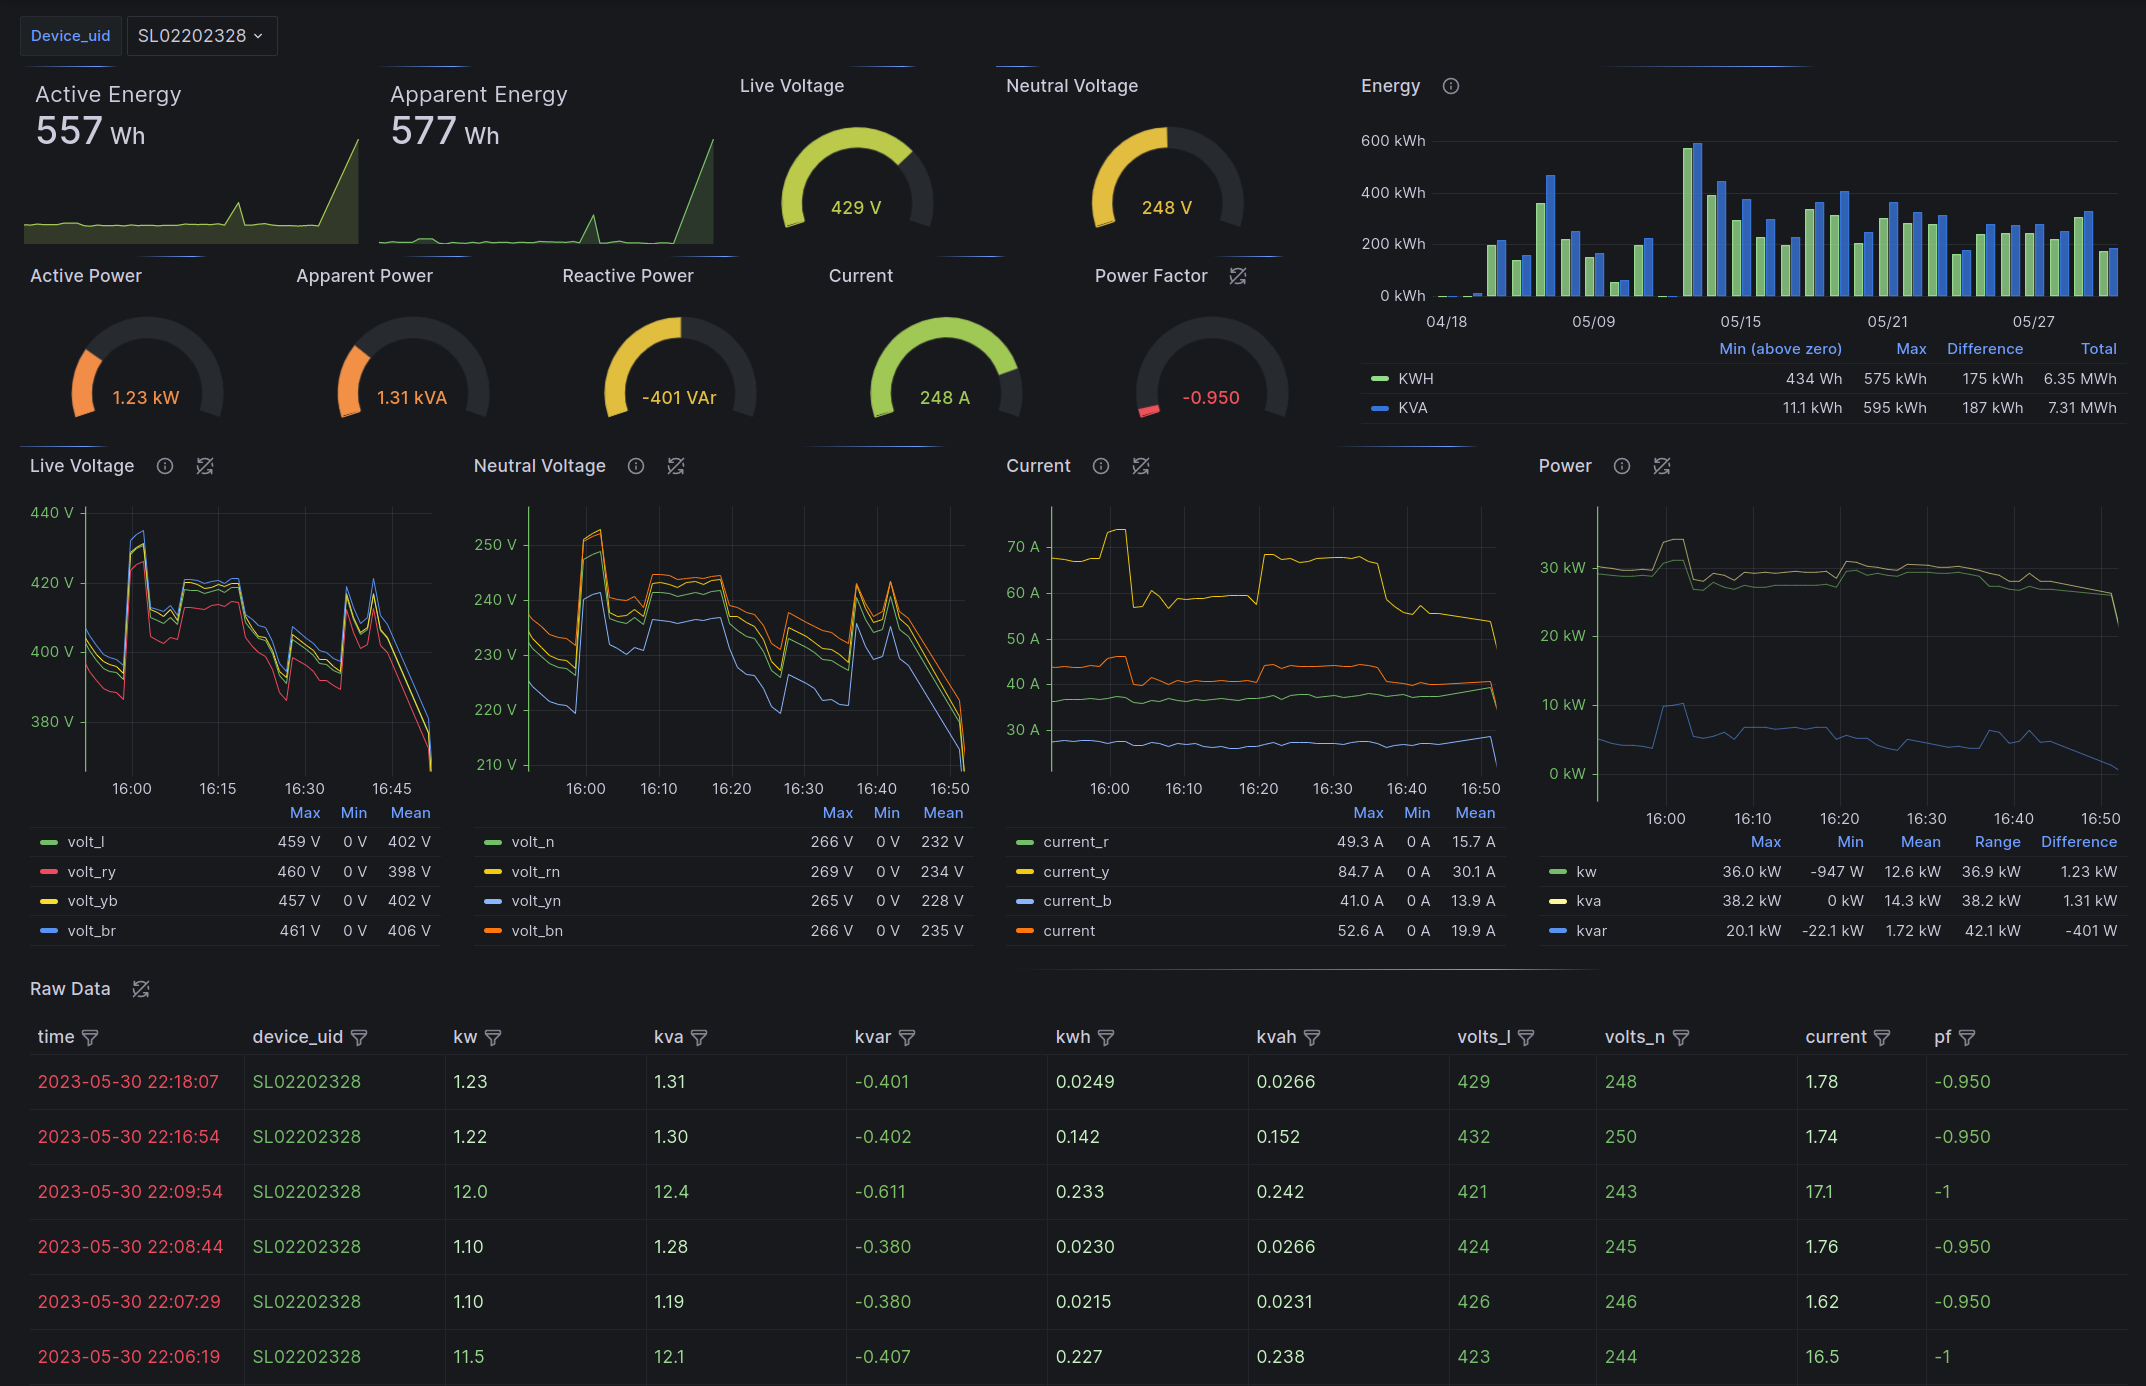 Device_uid SL02202328
Active Energy
557 Wh
Apparent Energy
577 Wh
Live Voltage
429 V
Neutral Voltage
248 V
Energy
600 kWh
400 kWh
200 kWh
0 kWh
04/18 05/09 05/15 05/21 05/27
Min (above zero) Max Difference Total
KWH 434 Wh 575 kWh 175 kWh 6.35 MWh
KVA 11.1 kWh 595 kWh 187 kWh 7.31 MWh
Active Power
1.23 kW
Apparent Power
1.31 kVA
Reactive Power
-401 VAr
Current
248 A
Power Factor
-0.950
Live Voltage
440 V
420 V
400 V
380 V
16:00 16:15 16:30 16:45
Max Min Mean
volt_l 459 V 0 V 402 V
volt_ry 460 V 0 V 398 V
volt_yb 457 V 0 V 402 V
volt_br 461 V 0 V 406 V
Neutral Voltage
250 V
240 V
230 V
220 V
210 V
16:00 16:10 16:20 16:30 16:40 16:50
Max Min Mean
volt_n 266 V 0 V 232 V
volt_rn 269 V 0 V 234 V
volt_yn 265 V 0 V 228 V
volt_bn 266 V 0 V 235 V
Current
70 A
60 A
50 A
40 A
30 A
16:00 16:10 16:20 16:30 16:40 16:50
Max Min Mean
current_r 49.3 A 0 A 15.7 A
current_y 84.7 A 0 A 30.1 A
current_b 41.0 A 0 A 13.9 A
current 52.6 A 0 A 19.9 A
Power
30 kW
20 kW
10 kW
0 kW
16:00 16:10 16:20 16:30 16:40 16:50
Max Min Mean Range Difference
kw 36.0 kW -947 W 12.6 kW 36.9 kW 1.23 kW
kva 38.2 kW 0 kW 14.3 kW 38.2 kW 1.31 kW
kvar 20.1 kW -22.1 kW 1.72 kW 42.1 kW -401 W
Raw Data
time device_uid kw kva kvar kwh kvah volts_l volts_n current pf
2023-05-30 22:18:07 SL02202328 1.23 1.31 -0.401 0.0249 0.0266 429 248 1.78 -0.950
2023-05-30 22:16:54 SL02202328 1.22 1.30 -0.402 0.142 0.152 432 250 1.74 -0.950
2023-05-30 22:09:54 SL02202328 12.0 12.4 -0.611 0.233 0.242 421 243 17.1 -1
2023-05-30 22:08:44 SL02202328 1.10 1.28 -0.380 0.0230 0.0266 424 245 1.76 -0.950
2023-05-30 22:07:29 SL02202328 1.10 1.19 -0.380 0.0215 0.0231 426 246 1.62 -0.950
2023-05-30 22:06:19 SL02202328 11.5 12.1 -0.407 0.227 0.238 423 244 16.5 -1